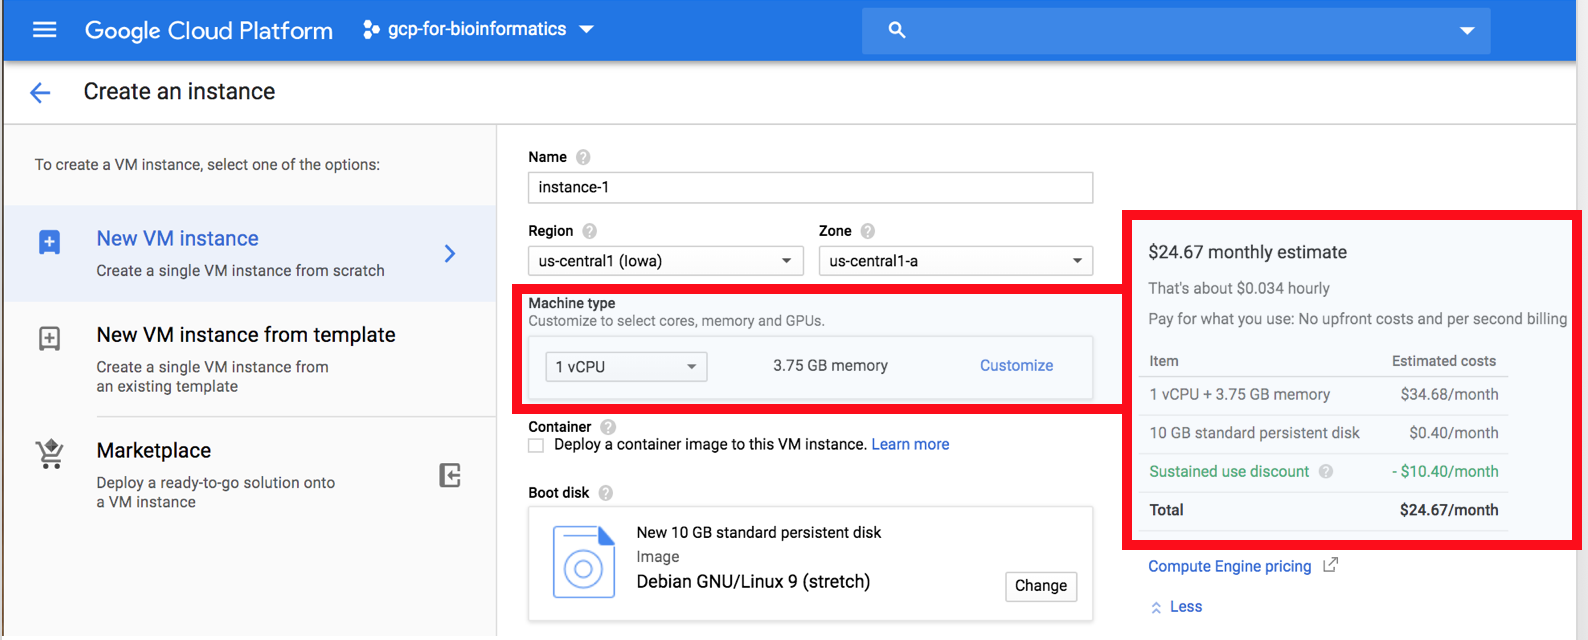 Google Cloud Platform
gcp-for-bioinformatics
Create an instance
To create a VM instance, select one of the options:
New VM instance
Create a single VM instance from scratch
New VM instance from template
Create a single VM instance from
an existing template
Marketplace
Deploy a ready-to-go solution onto
a VM instance
Name ?
instance-1
Region ? Zone ?
us-central1 (Iowa) us-central1-a
Machine type
Customize to select cores, memory and GPUs.
1 vCPU 3.75 GB memory Customize
Container ?
Deploy a container image to this VM instance. Learn more
Boot disk ?
New 10 GB standard persistent disk
Image
Debian GNU/Linux 9 (stretch)
Change
$24.67 monthly estimate
That's about $0.034 hourly
Pay for what you use: No upfront costs and per second billing
Item Estimated costs
1 vCPU + 3.75 GB memory $34.68/month
10 GB standard persistent disk $0.40/month
Sustained use discount ? - $10.40/month
Total $24.67/month
Compute Engine pricing
Less